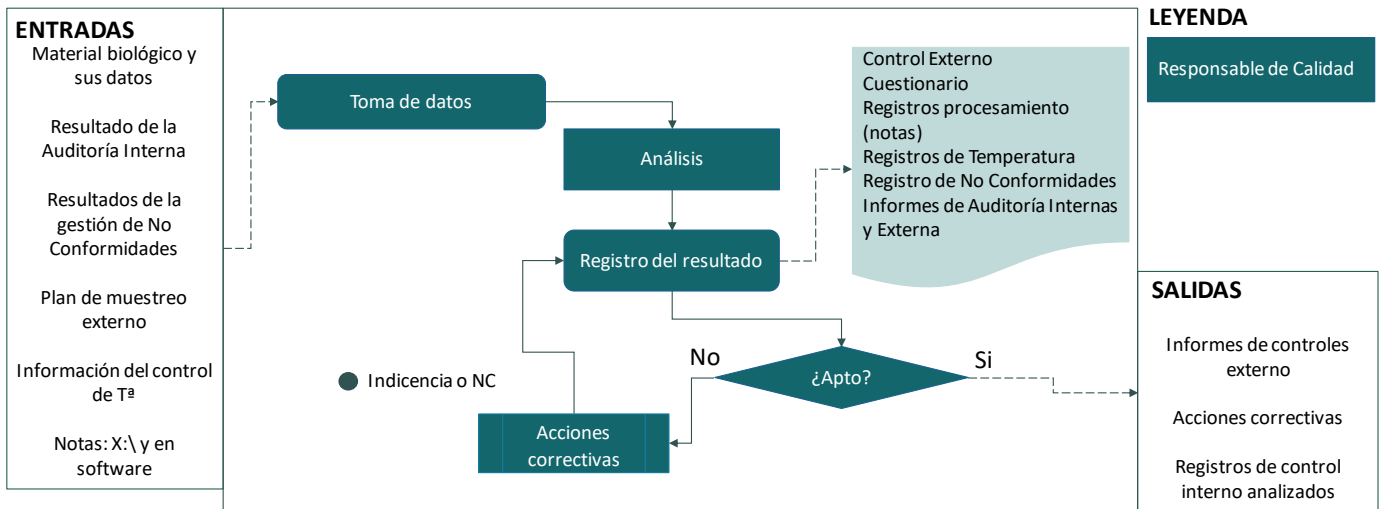 ENTRADAS
Material biológico y
sus datos
Resultado de la
Auditoría Interna
Resultados de la
gestión de No
Conformidades
Plan de muestreo
externo
Información del control
de Tª
Notas: X:\ y en
software
Toma de datos
Análisis
Registro del resultado
Control Externo
Cuestionario
Registros procesamiento
(notas)
Registros de Temperatura
Registro de No Conformidades
Informes de Auditoría Internas
y Externa
No
¿Apto?
Si
Indicencia o NC
Acciones
correctivas
LEYENDA
Responsable de Calidad
SALIDAS
Informes de controles
externo
Acciones correctivas
Registros de control
interno analizados